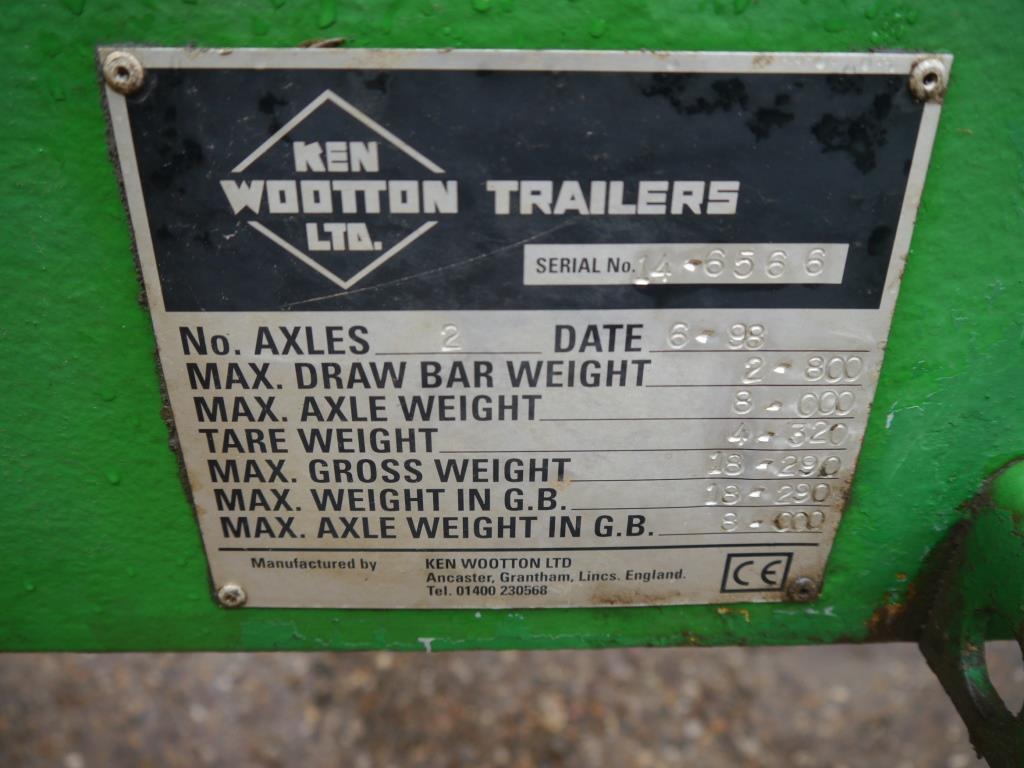 KEN
WOOTTON TRAILERS
LTD.
SERIAL No. 14-6566
No. AXLES 2 DATE 6-98
MAX. DRAW BAR WEIGHT 2-800
MAX. AXLE WEIGHT 8-000
TARE WEIGHT 4-320
MAX. GROSS WEIGHT 18-290
MAX. WEIGHT IN G.B. 18-290
MAX. AXLE WEIGHT IN G.B. 8-000
Manufactured by KEN WOOTTON LTD
Ancaster, Grantham, Lincs. England.
Tel. 01400 230568
CE